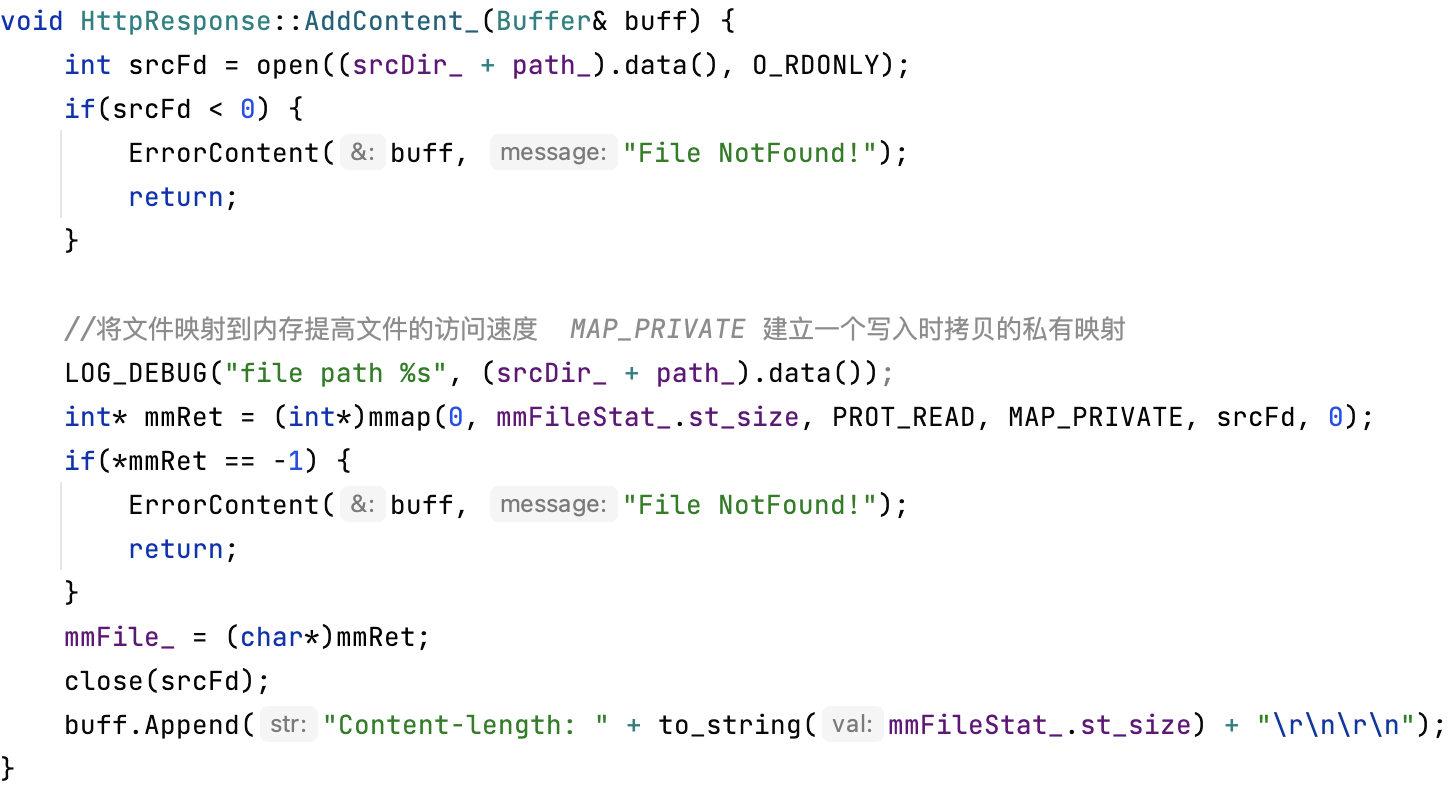 void HttpResponse::AddContent_(Buffer& buff) {
    int srcFd = open((srcDir_ + path_).data(), O_RDONLY);
    if(srcFd < 0) {
        ErrorContent( &: buff, message: "File NotFound!");
        return;
    }

    //将文件映射到内存提高文件的访问速度  MAP_PRIVATE 建立一个写入时拷贝的私有映射
    LOG_DEBUG("file path %s", (srcDir_ + path_).data());
    int* mmRet = (int*)mmap(0, mmFileStat_.st_size, PROT_READ, MAP_PRIVATE, srcFd, 0);
    if(*mmRet == -1) {
        ErrorContent( &: buff, message: "File NotFound!");
        return;
    }
    mmFile_ = (char*)mmRet;
    close(srcFd);
    buff.Append( str: "Content-length: " + to_string( val: mmFileStat_.st_size) + "\r\n\r\n");
}